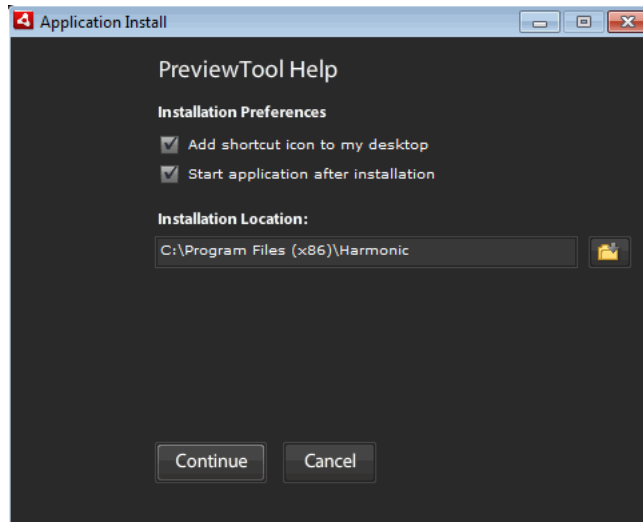 Application Install
PreviewTool Help
Installation Preferences
Add shortcut icon to my desktop
Start application after installation
Installation Location:
C:\Program Files (x86)\Harmonic
Continue Cancel